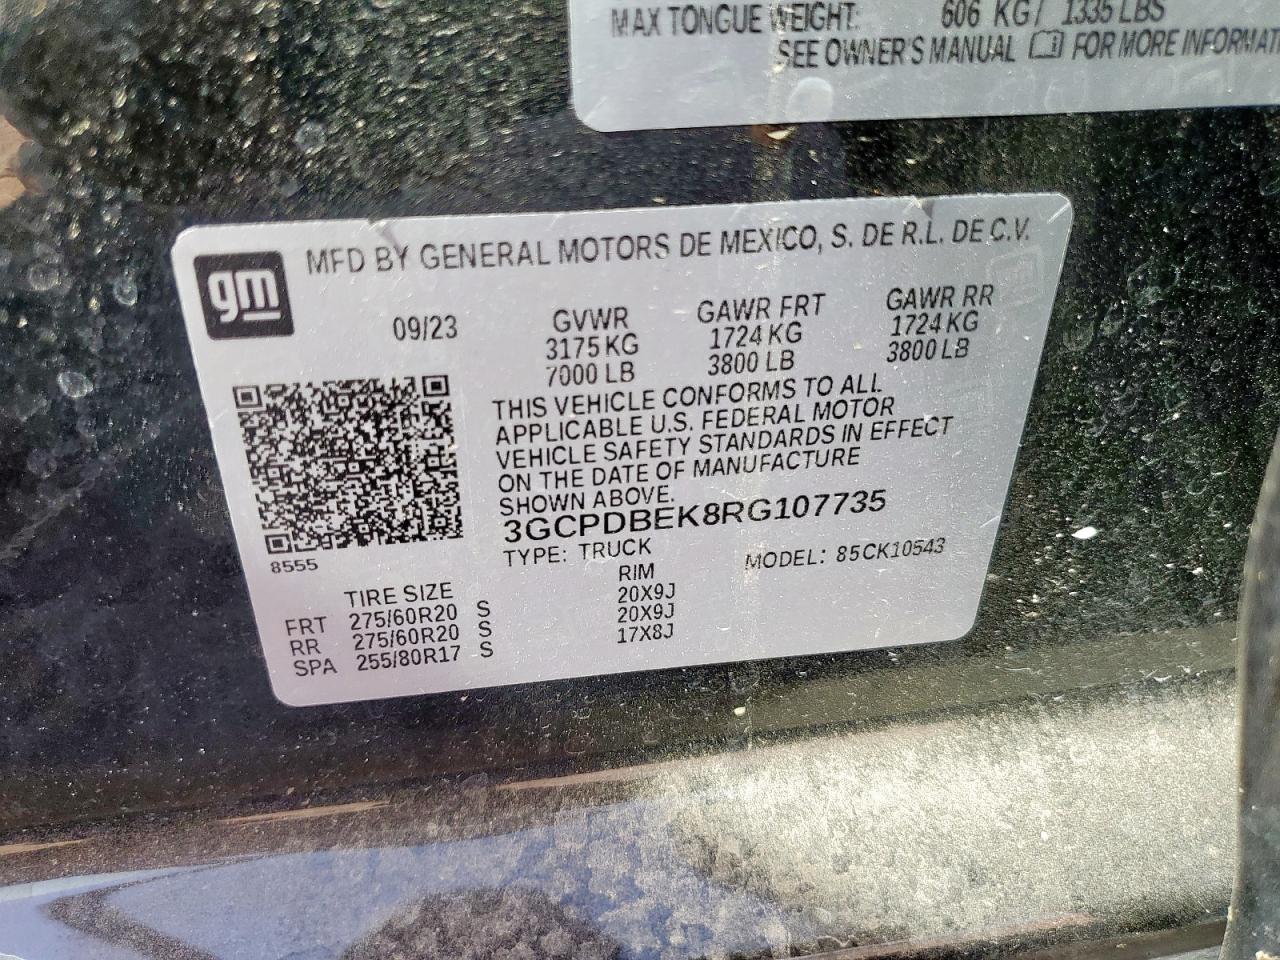 MAX TONGUE WEIGHT: 606 KG / 1335 LBS
SEE OWNER'S MANUAL FOR MORE INFORMAT
gm
MFD BY GENERAL MOTORS DE MEXICO, S. DE R.L. DE C.V.
09/23 GVWR GAWR FRT GAWR RR
3175 KG 1724 KG 1724 KG
7000 LB 3800 LB 3800 LB
THIS VEHICLE CONFORMS TO ALL
APPLICABLE U.S. FEDERAL MOTOR
VEHICLE SAFETY STANDARDS IN EFFECT
ON THE DATE OF MANUFACTURE
SHOWN ABOVE.
3GCPDBEK8RG107735
8555
TYPE: TRUCK MODEL: 85CK10543
TIRE SIZE RIM
FRT 275/60R20 S 20X9J
RR 275/60R20 S 20X9J
SPA 255/80R17 S 17X8J